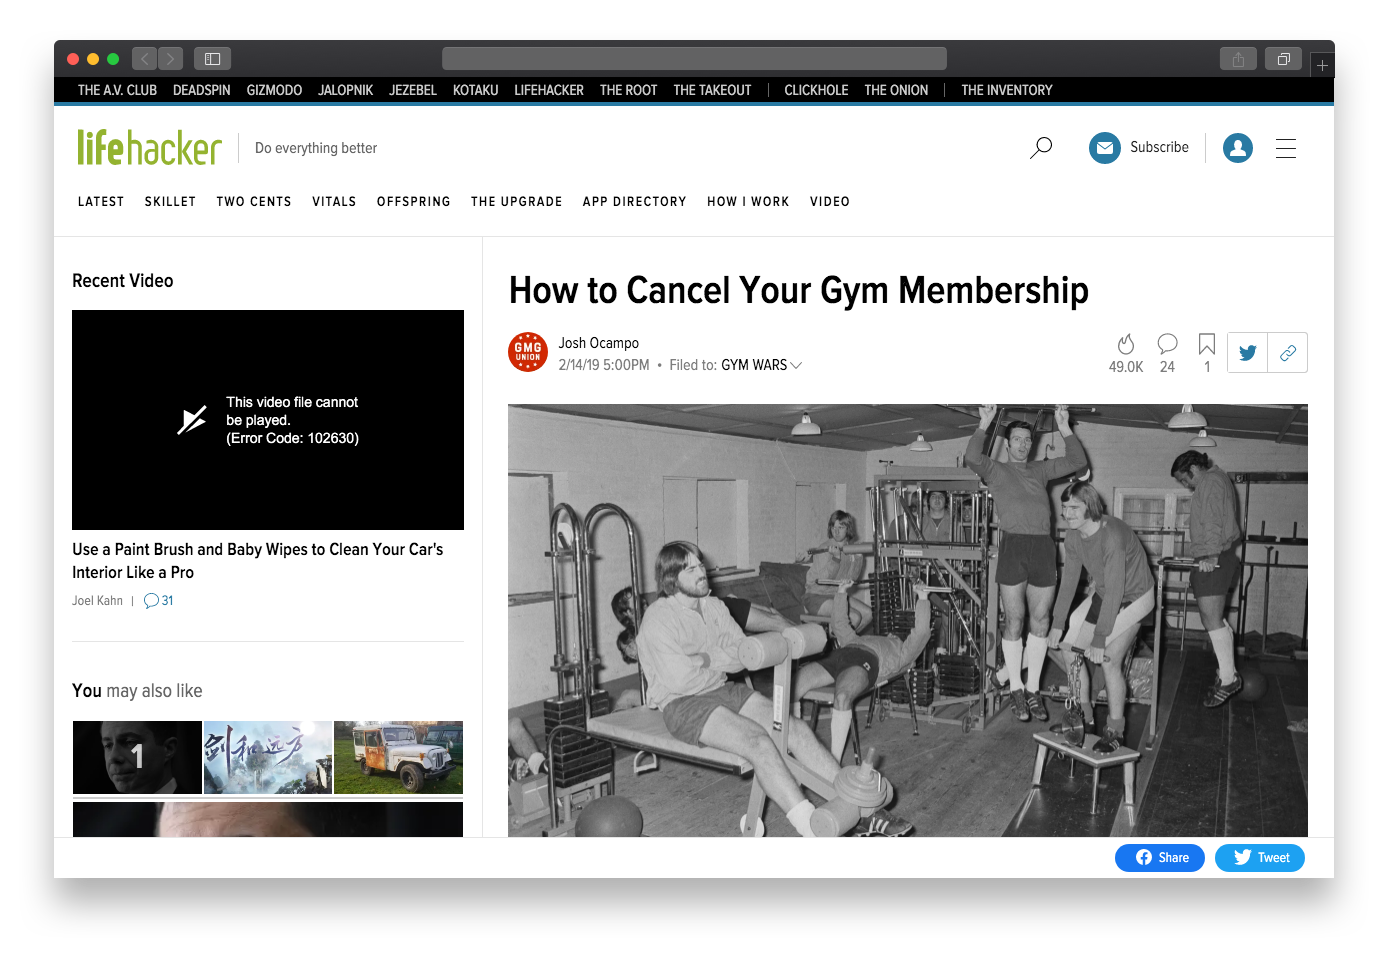 THE A.V. CLUB DEADSPIN GIZMODO JALOPNIK JEZEBEL KOTAKU LIFEHACKER THE ROOT THE TAKEOUT CLICKHOLE THE ONION THE INVENTORY
lifehacker Do everything better Subscribe
LATEST SKILLET TWO CENTS VITALS OFFSPRING THE UPGRADE APP DIRECTORY HOW I WORK VIDEO
Recent Video
This video file cannot
be played.
(Error Code: 102630)
Use a Paint Brush and Baby Wipes to Clean Your Car's
Interior Like a Pro
Joel Kahn | 31
You may also like
1
剑和远方
How to Cancel Your Gym Membership
GMG
UNION
Josh Ocampo
2/14/19 5:00PM • Filed to: GYM WARS
49.0K 24 1
Share Tweet